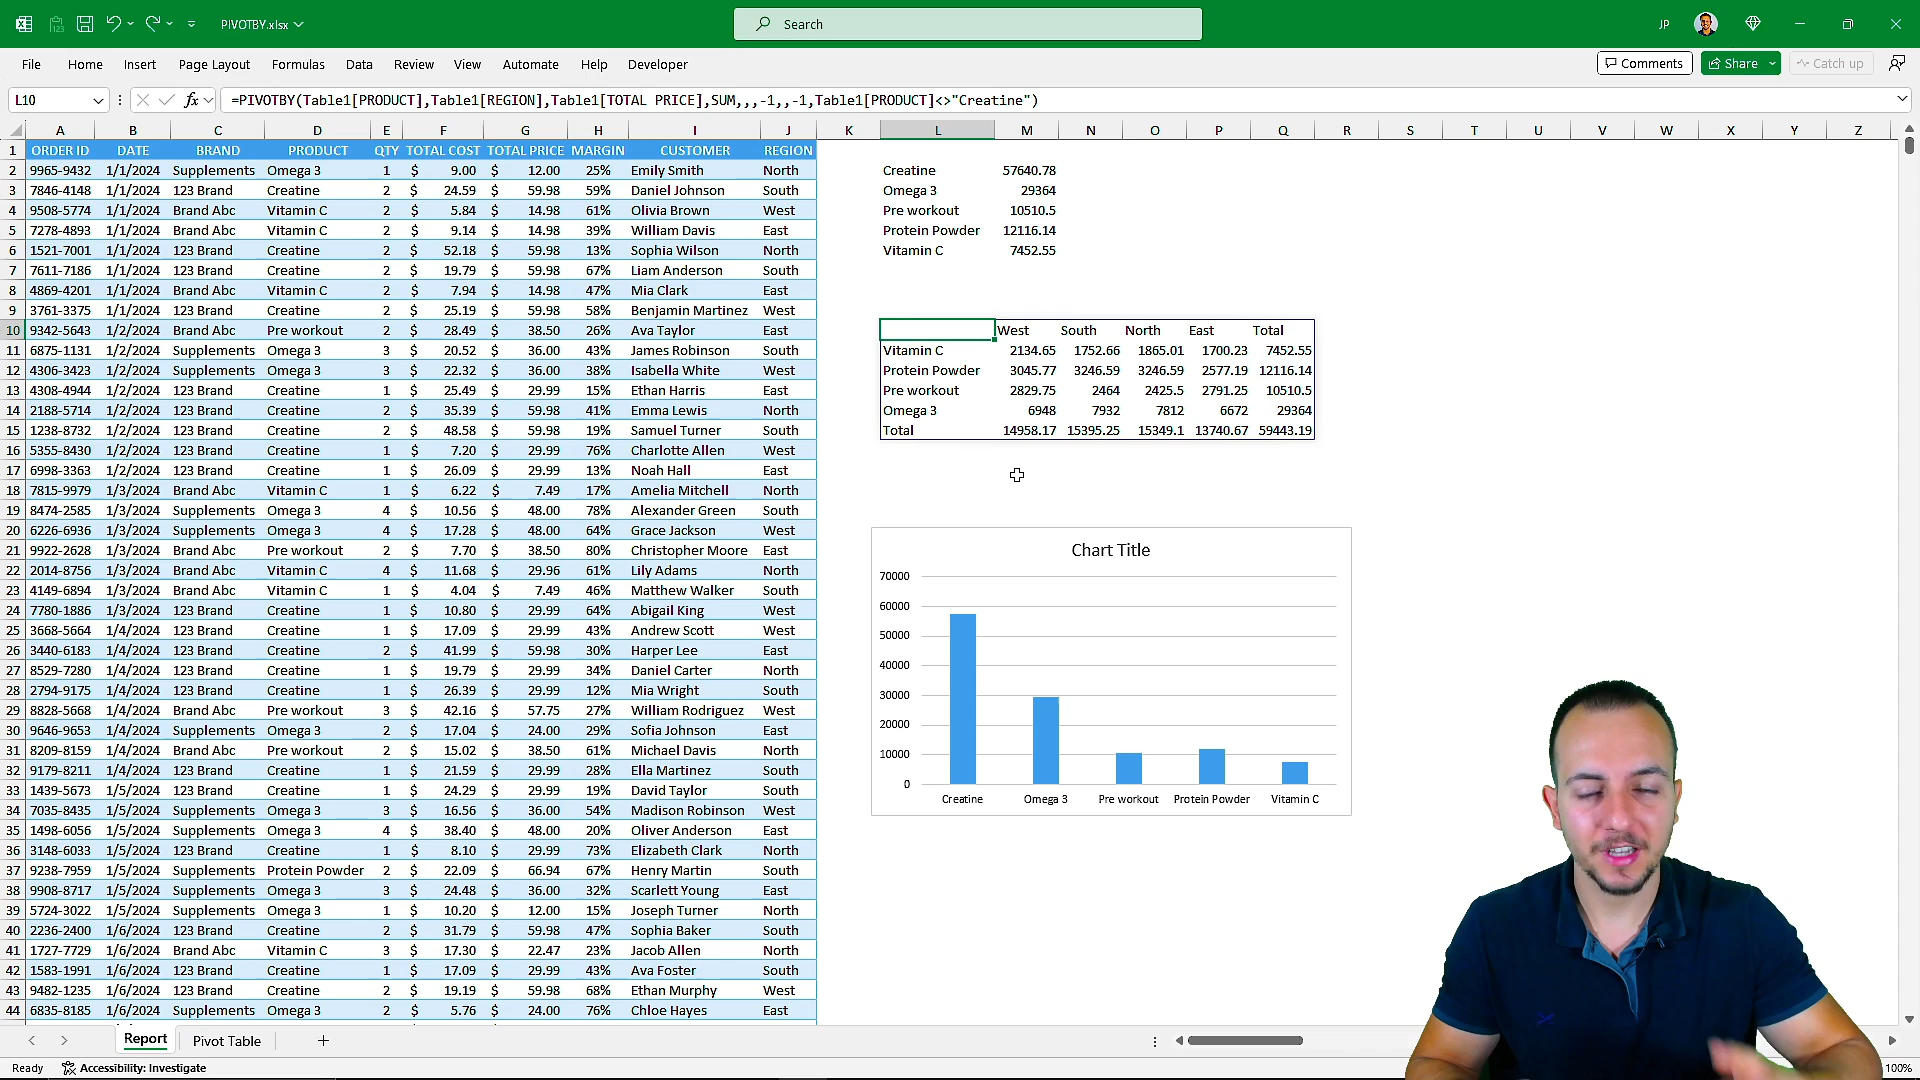 PIVOTBY.xlsx
Search
JP
File Home Insert Page Layout Formulas Data Review View Automate Help Developer
Comments Share Catch up
L10 fx =PIVOTBY(Table1[PRODUCT],Table1[REGION],Table1[TOTAL PRICE],SUM,,,-1,,-1,Table1[PRODUCT]<>"Creatine")
A B C D E F G H I J K L M N O P Q R S T U V W X Y Z
1 ORDER ID DATE BRAND PRODUCT QTY TOTAL COST TOTAL PRICE MARGIN CUSTOMER REGION
2 9965-9432 1/1/2024 Supplements Omega 3 1 $ 9.00 $ 12.00 25% Emily Smith North Creatine 57640.78
3 7846-4148 1/1/2024 123 Brand Creatine 2 $ 24.59 $ 59.98 59% Daniel Johnson South Omega 3 29364
4 9508-5774 1/1/2024 Brand Abc Vitamin C 2 $ 5.84 $ 14.98 61% Olivia Brown West Pre workout 10510.5
5 7278-4893 1/1/2024 Brand Abc Vitamin C 2 $ 9.14 $ 14.98 39% William Davis East Protein Powder 12116.14
6 1521-7001 1/1/2024 123 Brand Creatine 2 $ 52.18 $ 59.98 13% Sophia Wilson North Vitamin C 7452.55
7 7611-7186 1/1/2024 123 Brand Creatine 2 $ 19.79 $ 59.98 67% Liam Anderson South
8 4869-4201 1/1/2024 Brand Abc Vitamin C 2 $ 7.94 $ 14.98 47% Mia Clark East
9 3761-3375 1/1/2024 123 Brand Creatine 2 $ 25.19 $ 59.98 58% Benjamin Martinez West
10 9342-5643 1/2/2024 Brand Abc Pre workout 2 $ 28.49 $ 38.50 26% Ava Taylor East West South North East Total
11 6875-1131 1/2/2024 Supplements Omega 3 3 $ 20.52 $ 36.00 43% James Robinson South Vitamin C 2134.65 1752.66 1865.01 1700.23 7452.55
12 4306-3423 1/2/2024 Supplements Omega 3 3 $ 22.32 $ 36.00 38% Isabella White West Protein Powder 3045.77 3246.59 3246.59 2577.19 12116.14
13 4308-4944 1/2/2024 123 Brand Creatine 1 $ 25.49 $ 29.99 15% Ethan Harris East Pre workout 2829.75 2464 2425.5 2791.25 10510.5
14 2188-5714 1/2/2024 123 Brand Creatine 2 $ 35.39 $ 59.98 41% Emma Lewis North Omega 3 6948 7932 7812 6672 29364
15 1238-8732 1/2/2024 123 Brand Creatine 2 $ 48.58 $ 59.98 19% Samuel Turner South Total 14958.17 15395.25 15349.1 13740.67 59443.19
16 5355-8430 1/2/2024 123 Brand Creatine 1 $ 7.20 $ 29.99 76% Charlotte Allen West
17 6998-3363 1/2/2024 123 Brand Creatine 1 $ 26.09 $ 29.99 13% Noah Hall East
18 7815-9979 1/3/2024 Brand Abc Vitamin C 1 $ 6.22 $ 7.49 17% Amelia Mitchell North
19 8474-2585 1/3/2024 Supplements Omega 3 4 $ 10.56 $ 48.00 78% Alexander Green South
20 6226-6936 1/3/2024 Supplements Omega 3 4 $ 17.28 $ 48.00 64% Grace Jackson West
21 9922-2628 1/3/2024 Brand Abc Pre workout 2 $ 7.70 $ 38.50 80% Christopher Moore East
22 2014-8756 1/3/2024 Brand Abc Vitamin C 4 $ 11.68 $ 29.96 61% Lily Adams North
23 4149-6894 1/3/2024 Brand Abc Vitamin C 1 $ 4.04 $ 7.49 46% Matthew Walker South
24 7780-1886 1/3/2024 123 Brand Creatine 1 $ 10.80 $ 29.99 64% Abigail King West
25 3668-5664 1/4/2024 123 Brand Creatine 1 $ 17.09 $ 29.99 43% Andrew Scott West
26 3440-6183 1/4/2024 123 Brand Creatine 2 $ 41.99 $ 59.98 30% Harper Lee East
27 8529-7280 1/4/2024 123 Brand Creatine 1 $ 19.79 $ 29.99 34% Daniel Carter North
28 2794-9175 1/4/2024 123 Brand Creatine 1 $ 26.39 $ 29.99 12% Mia Wright South
29 8828-5668 1/4/2024 Brand Abc Pre workout 3 $ 42.16 $ 57.75 27% William Rodriguez West
30 9646-9653 1/4/2024 Supplements Omega 3 2 $ 17.04 $ 24.00 29% Sofia Johnson East
31 8209-8159 1/4/2024 Brand Abc Pre workout 2 $ 15.02 $ 38.50 61% Michael Davis North
32 9179-8211 1/4/2024 123 Brand Creatine 1 $ 21.59 $ 29.99 28% Ella Martinez South
33 1439-5673 1/4/2024 123 Brand Creatine 1 $ 24.29 $ 29.99 19% David Taylor South
34 7035-8435 1/5/2024 Supplements Omega 3 3 $ 16.56 $ 36.00 54% Madison Robinson West
35 1498-6056 1/5/2024 Supplements Omega 3 4 $ 38.40 $ 48.00 20% Oliver Anderson East
36 3148-6033 1/5/2024 123 Brand Creatine 1 $ 8.10 $ 29.99 73% Elizabeth Clark North
37 9238-7959 1/5/2024 Supplements Protein Powder 2 $ 22.09 $ 66.94 67% Henry Martin South
38 9908-8717 1/5/2024 Supplements Omega 3 3 $ 24.48 $ 36.00 32% Scarlett Young East
39 5724-3022 1/5/2024 Supplements Omega 3 1 $ 10.20 $ 12.00 15% Joseph Turner North
40 2236-2400 1/6/2024 123 Brand Creatine 2 $ 31.79 $ 59.98 47% Sophia Baker South
41 1727-7729 1/6/2024 Brand Abc Vitamin C 3 $ 17.30 $ 22.47 23% Jacob Allen North
42 1583-1991 1/6/2024 123 Brand Creatine 1 $ 17.09 $ 29.99 43% Ava Foster South
43 9482-1235 1/6/2024 123 Brand Creatine 2 $ 19.19 $ 59.98 68% Ethan Murphy West
44 6835-8185 1/6/2024 Supplements Omega 3 2 $ 5.76 $ 24.00 76% Chloe Hayes East
Chart Title
70000
60000
50000
40000
30000
20000
10000
0
Creatine Omega 3 Pre workout Protein Powder Vitamin C
Report Pivot Table
Ready Accessibility: Investigate 100%